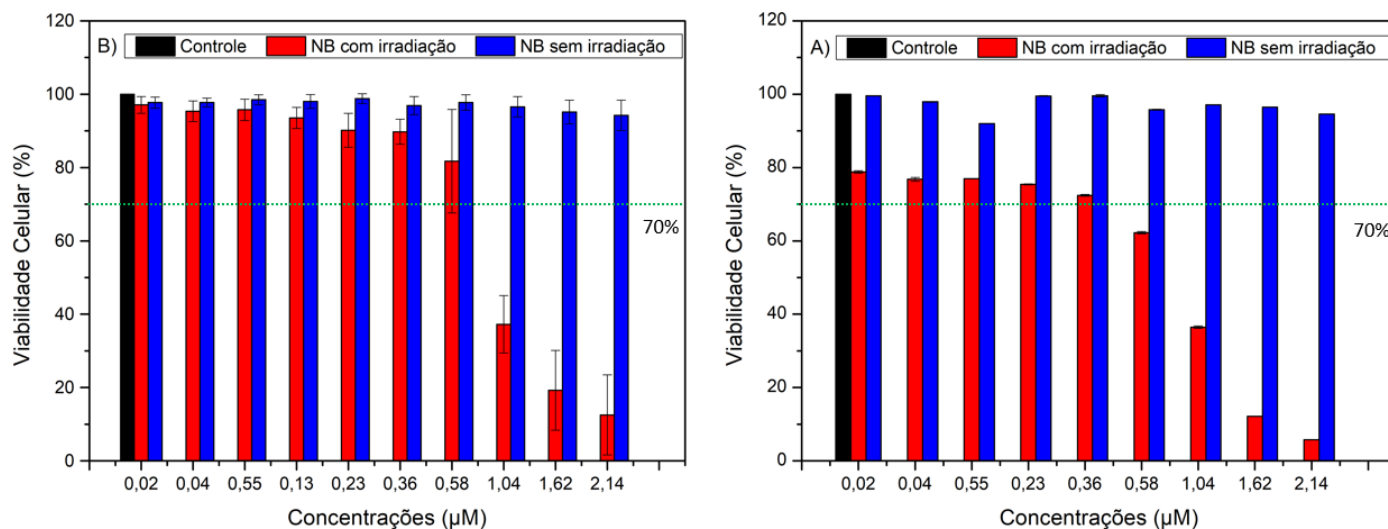 120
100
80
60
40
20
0
Viabilidade Celular (%)
B)
Controle
NB com irradiação
NB sem irradiação
70%
0,02 0,04 0,55 0,13 0,23 0,36 0,58 1,04 1,62 2,14
Concentrações (µM)
120
100
80
60
40
20
0
Viabilidade Celular (%)
A)
Controle
NB com irradiação
NB sem irradiação
70%
0,02 0,04 0,55 0,23 0,36 0,58 1,04 1,62 2,14
Concentrações (µM)